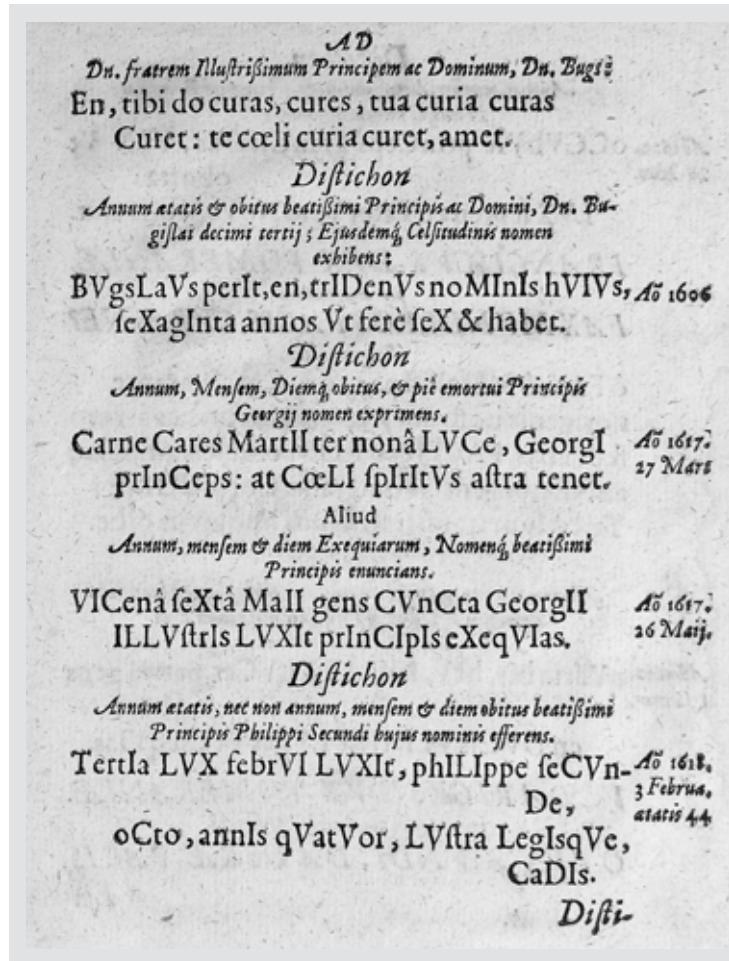 AD
Dn. fratrem Illuſtrißimum Principem ac Dominum, Dn. Bugs:
En, tibi do curas, cures, tua curia curas
Curet: te cœli curia curet, amet.
Diſtichon
Annum ætatis & obitus beatißimi Principis ac Domini, Dn. Bu-
giſlai decimi tertij; Ejusdemq́; Celſitudinis nomen
exhibens:
BVgsLaVs perIt, en, trIDenVs noMInIs hVIVs, Aõ 1606
ſeXagInta annos Vt ferè ſeX & habet.
Diſtichon
Annum, Menſem, Diemq́; obitus, & piè emortui Principis
Georgij nomen exprimens.
Carne Cares MartII ter nonâ LVCe, GeorgI Aõ 1617.
prInCeps: at CœLI ſpIrItVs aſtra tenet. 27 Mart
Aliud
Annum, menſem & diem Exequiarum, Nomenq́; beatißimi
Principis enuncians.
VICenâ ſeXtâ MaII gens CVnCta GeorgII Aõ 1617.
ILLVſtrIs LVXIt prInCIpIs eXeqVIas. 26 Maij.
Diſtichon
Annum ætatis, nec non annum, menſem & diem obitus beatißimi
Principis Philippi Secundi hujus nominis efferens.
TertIa LVX febrVI LVXIt, phILIppe ſeCVn- Aõ 1618.
De, 3 Februa.
ætatis 44
oCto, annIs qVatVor, LVſtra LegIsqVe,
CaDIs.
Diſti-